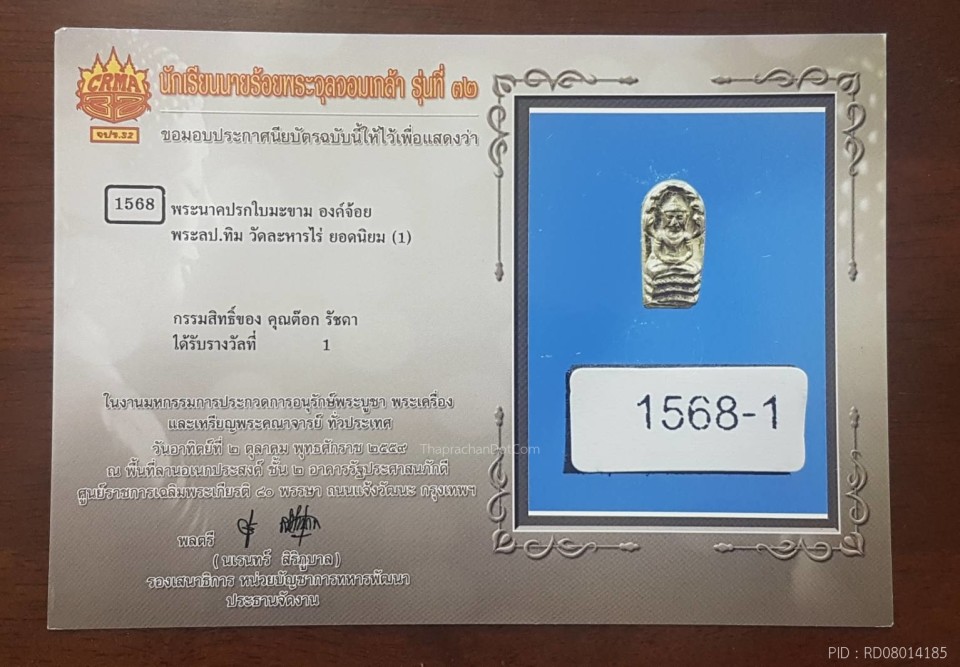 CRMA
จปร.32
นักเรียนนายร้อยพระจุลจอมเกล้า รุ่นที่ ๓๒
ขอมอบประกาศนียบัตรฉบับนี้ให้ไว้เพื่อแสดงว่า
1568 พระนาคปรกใบมะขาม องค์จ้อย
พระลป.ทิม วัดละหารไร่ ยอดนิยม (1)
กรรมสิทธิ์ของ คุณต๊อก รัชดา
ได้รับรางวัลที่ 1
ในงานมหกรรมการประกวดการอนุรักษ์พระบูชา พระเครื่อง
และเหรียญพระคณาจารย์ ทั่วประเทศ
วันอาทิตย์ที่ ๒ ตุลาคม พุทธศักราช ๒๕๕๙
ณ พื้นที่ลานอเนกประสงค์ ชั้น ๒ อาคารรัฐประศาสนภักดี
ศูนย์ราชการเฉลิมพระเกียรติ ๘๐ พรรษา ถนนแจ้งวัฒนะ กรุงเทพฯ
พลตรี
( นเรนทร์ สิริภูบาล )
รองเสนาธิการ หน่วยบัญชาการทหารพัฒนา
ประธานจัดงาน
1568-1
ThaprachanDotCom
PID : RD08014185